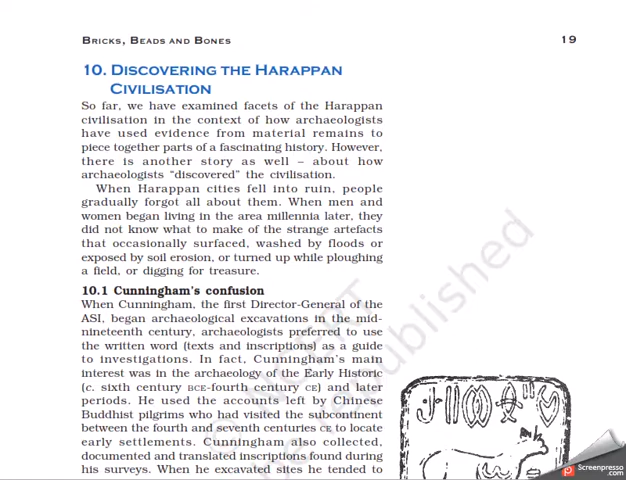 BRICKS, BEADS AND BONES
19
10. DISCOVERING THE HARAPPAN
CIVILISATION
So far, we have examined facets of the Harappan
civilisation in the context of how archaeologists
have used evidence from material remains to
piece together parts of a fascinating history. However,
there is another story as well – about how
archaeologists “discovered” the civilisation.
When Harappan cities fell into ruin, people
gradually forgot all about them. When men and
women began living in the area millennia later, they
did not know what to make of the strange artefacts
that occasionally surfaced, washed by floods or
exposed by soil erosion, or turned up while ploughing
a field, or digging for treasure.
10.1 Cunningham’s confusion
When Cunningham, the first Director-General of the
ASI, began archaeological excavations in the mid-
nineteenth century, archaeologists preferred to use
the written word (texts and inscriptions) as a guide
to investigations. In fact, Cunningham’s main
interest was in the archaeology of the Early Historic
(c. sixth century BCE-fourth century CE) and later
periods. He used the accounts left by Chinese
Buddhist pilgrims who had visited the subcontinent
between the fourth and seventh centuries CE to locate
early settlements. Cunningham also collected,
documented and translated inscriptions found during
his surveys. When he excavated sites he tended to
© NCERT
be republished
Screenpresso
.com